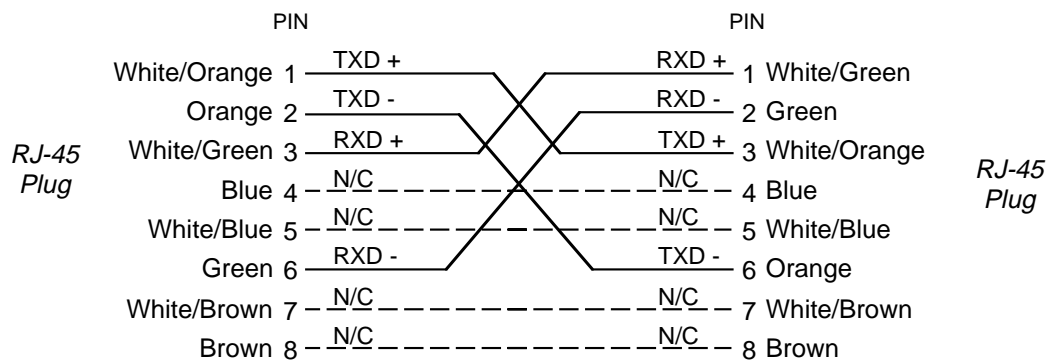 PIN PIN
White/Orange 1 TXD + RXD + 1 White/Green
Orange 2 TXD - RXD - 2 Green
White/Green 3 RXD + TXD + 3 White/Orange
RJ-45 Plug
RJ-45 Plug
Blue 4 N/C N/C 4 Blue
White/Blue 5 N/C N/C 5 White/Blue
Green 6 RXD - TXD - 6 Orange
White/Brown 7 N/C N/C 7 White/Brown
Brown 8 N/C N/C 8 Brown